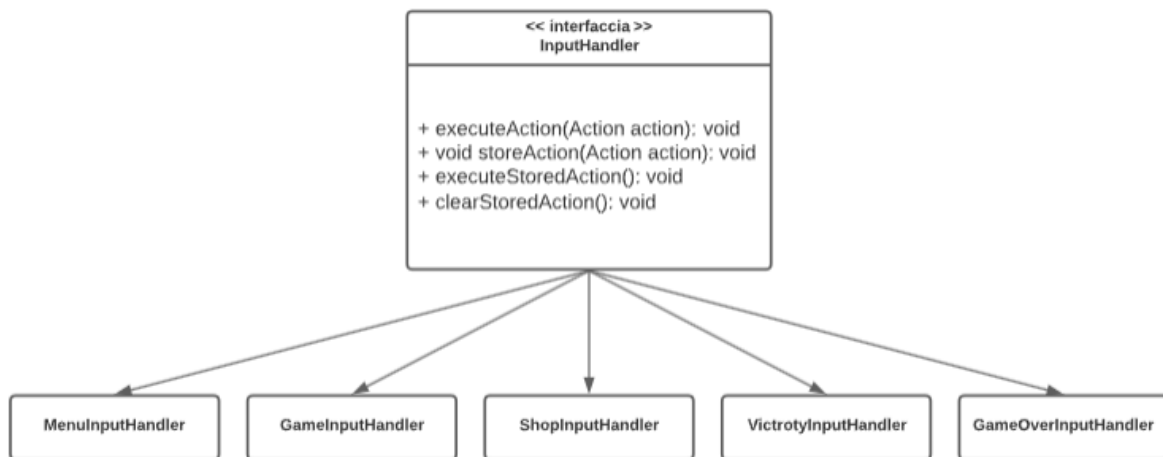 << interfaccia >>
InputHandler
+ executeAction(Action action): void
+ void storeAction(Action action): void
+ executeStoredAction(): void
+ clearStoredAction(): void
MenuInputHandler
GameInputHandler
ShopInputHandler
VictrotyInputHandler
GameOverInputHandler